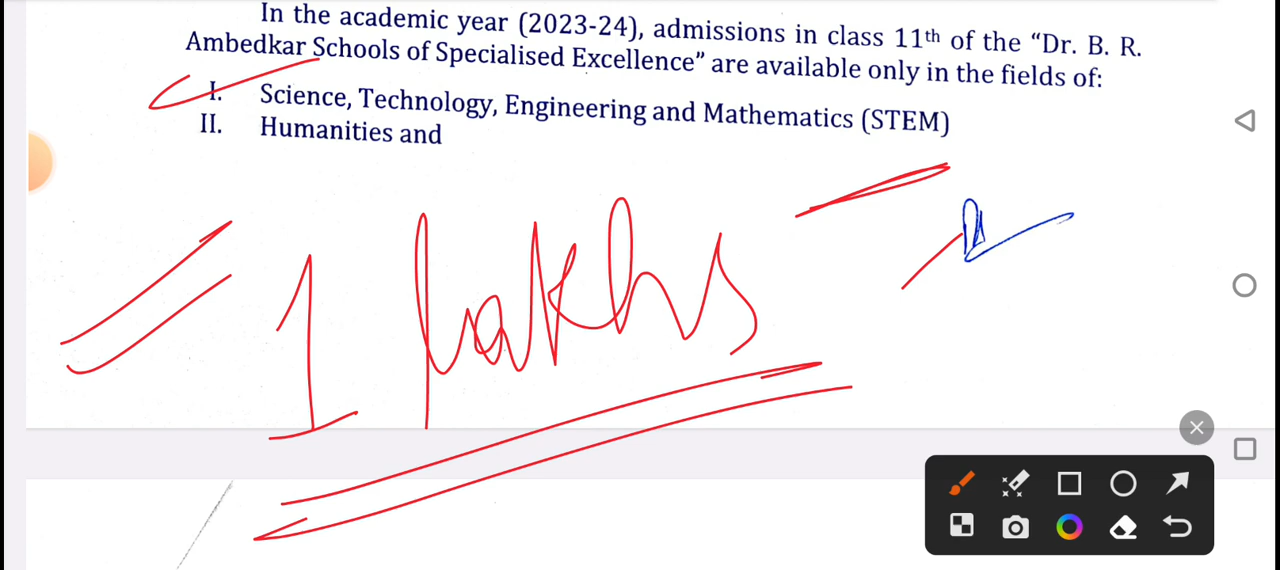 In the academic year (2023-24), admissions in class 11th of the “Dr. B. R.
Ambedkar Schools of Specialised Excellence” are available only in the fields of:
I. Science, Technology, Engineering and Mathematics (STEM)
II. Humanities and
1 lakhs